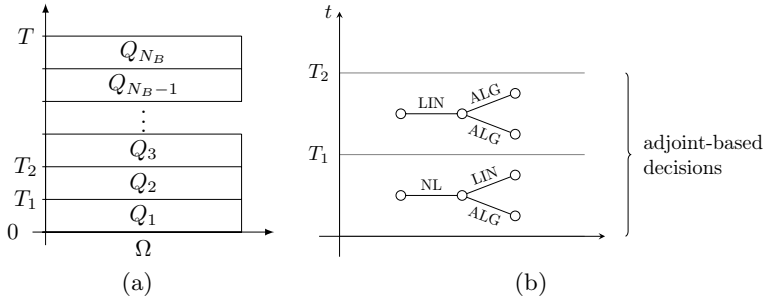 T
Q_{N_B}
Q_{N_B-1}
⋮
Q_3
T_2
Q_2
T_1
Q_1
0
Ω
(a)
t
T_2
LIN
ALG
ALG
T_1
NL
LIN
ALG
adjoint-based
decisions
(b)